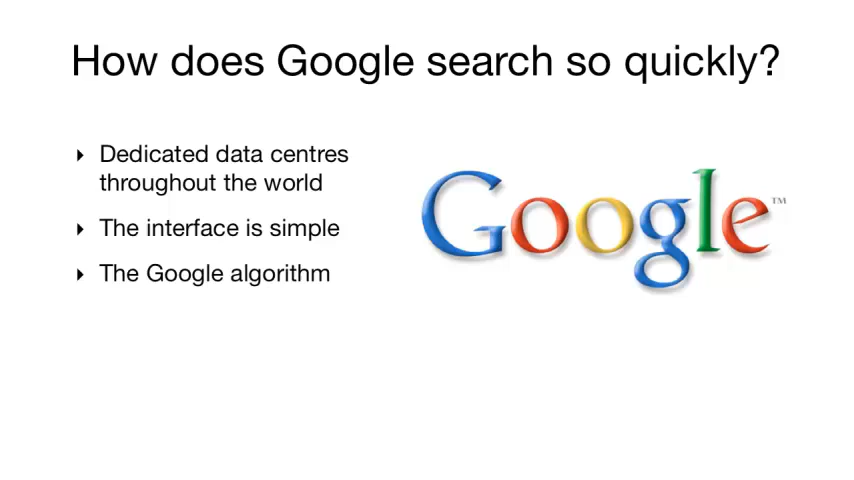 How does Google search so quickly?
‣ Dedicated data centres
throughout the world
‣ The interface is simple
‣ The Google algorithm
Google™